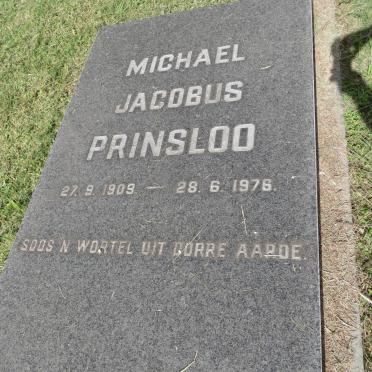 MICHAEL
JACOBUS
PRINSLOO
27. 9. 1909 — 28. 6. 1976.
SOOS 'N WORTEL UIT DORRE AARDE.